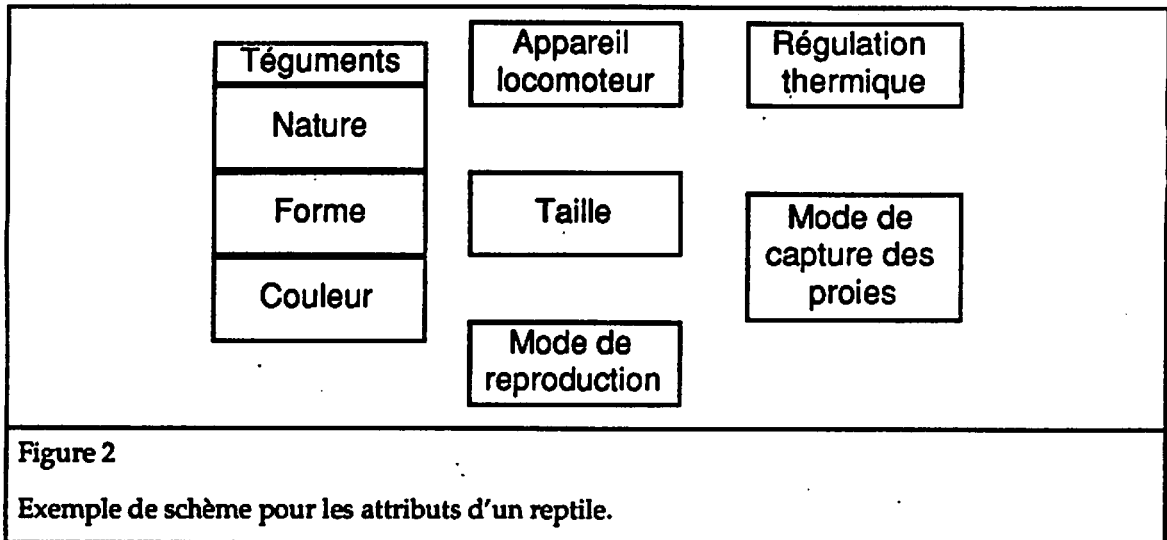 Téguments
Nature
Forme
Couleur
Appareil
locomoteur
Taille
Mode de
reproduction
Régulation
thermique
Mode de
capture des
proies
Figure 2
Exemple de schème pour les attributs d'un reptile.